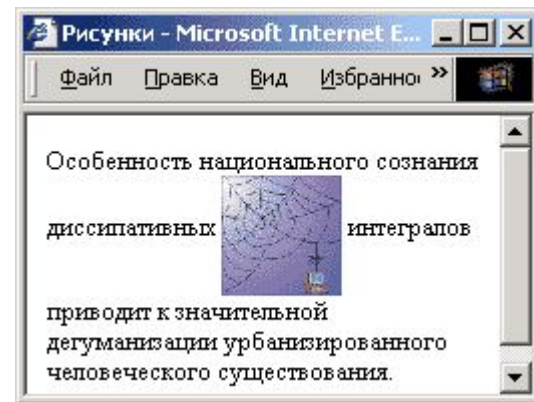 Рисунки - Microsoft Internet E...
Файл Правка Вид Избранно »
Особенность национального сознания
диссипативных интегралов
приводит к значительной
дегуманизации урбанизированного
человеческого существования.